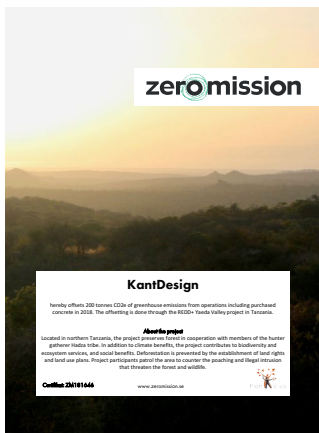 zeromission
KantDesign
hereby offsets 200 tonnes CO2e of greenhouse emissions from operations including purchased
concrete in 2018. The offsetting is done through the REDD+ Yaeda Valley project in Tanzania.
About the project
Located in northern Tanzania, the project preserves forest in cooperation with members of the hunter
gatherer Hadza tribe. In addition to climate benefits, the project contributes to biodiversity and
ecosystem services, and social benefits. Deforestation is prevented by the establishment of land rights
and land use plans. Project participants patrol the area to counter the poaching and illegal intrusion
that threaten the forest and wildlife.
Certifikat: ZM181646
www.zeromission.se